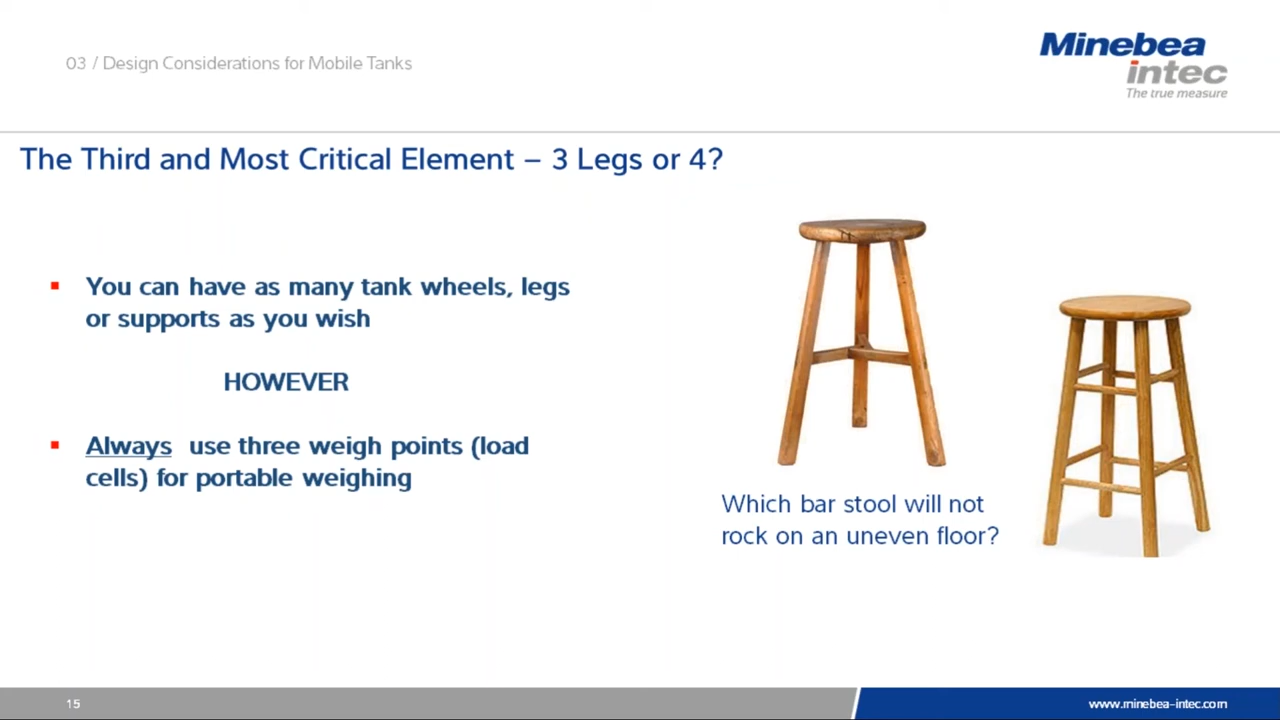 03 / Design Considerations for Mobile Tanks
Minebea
intec
The true measure
The Third and Most Critical Element – 3 Legs or 4?
▪ You can have as many tank wheels, legs
or supports as you wish
HOWEVER
▪ Always use three weigh points (load
cells) for portable weighing
Which bar stool will not
rock on an uneven floor?
15
www.minebea-intec.com